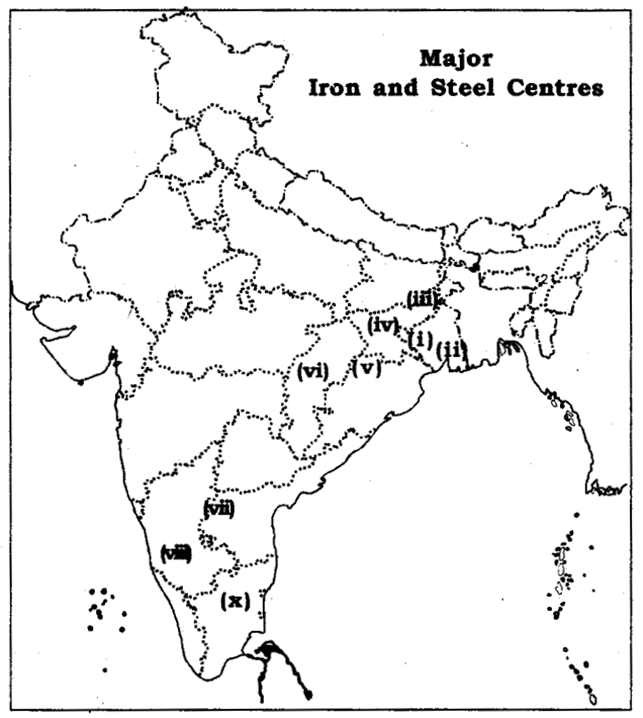 Major
Iron and Steel Centres
(iii)
(iv)
(i)
(ii)
(vi)
(v)
(vii)
(viii)
(x)